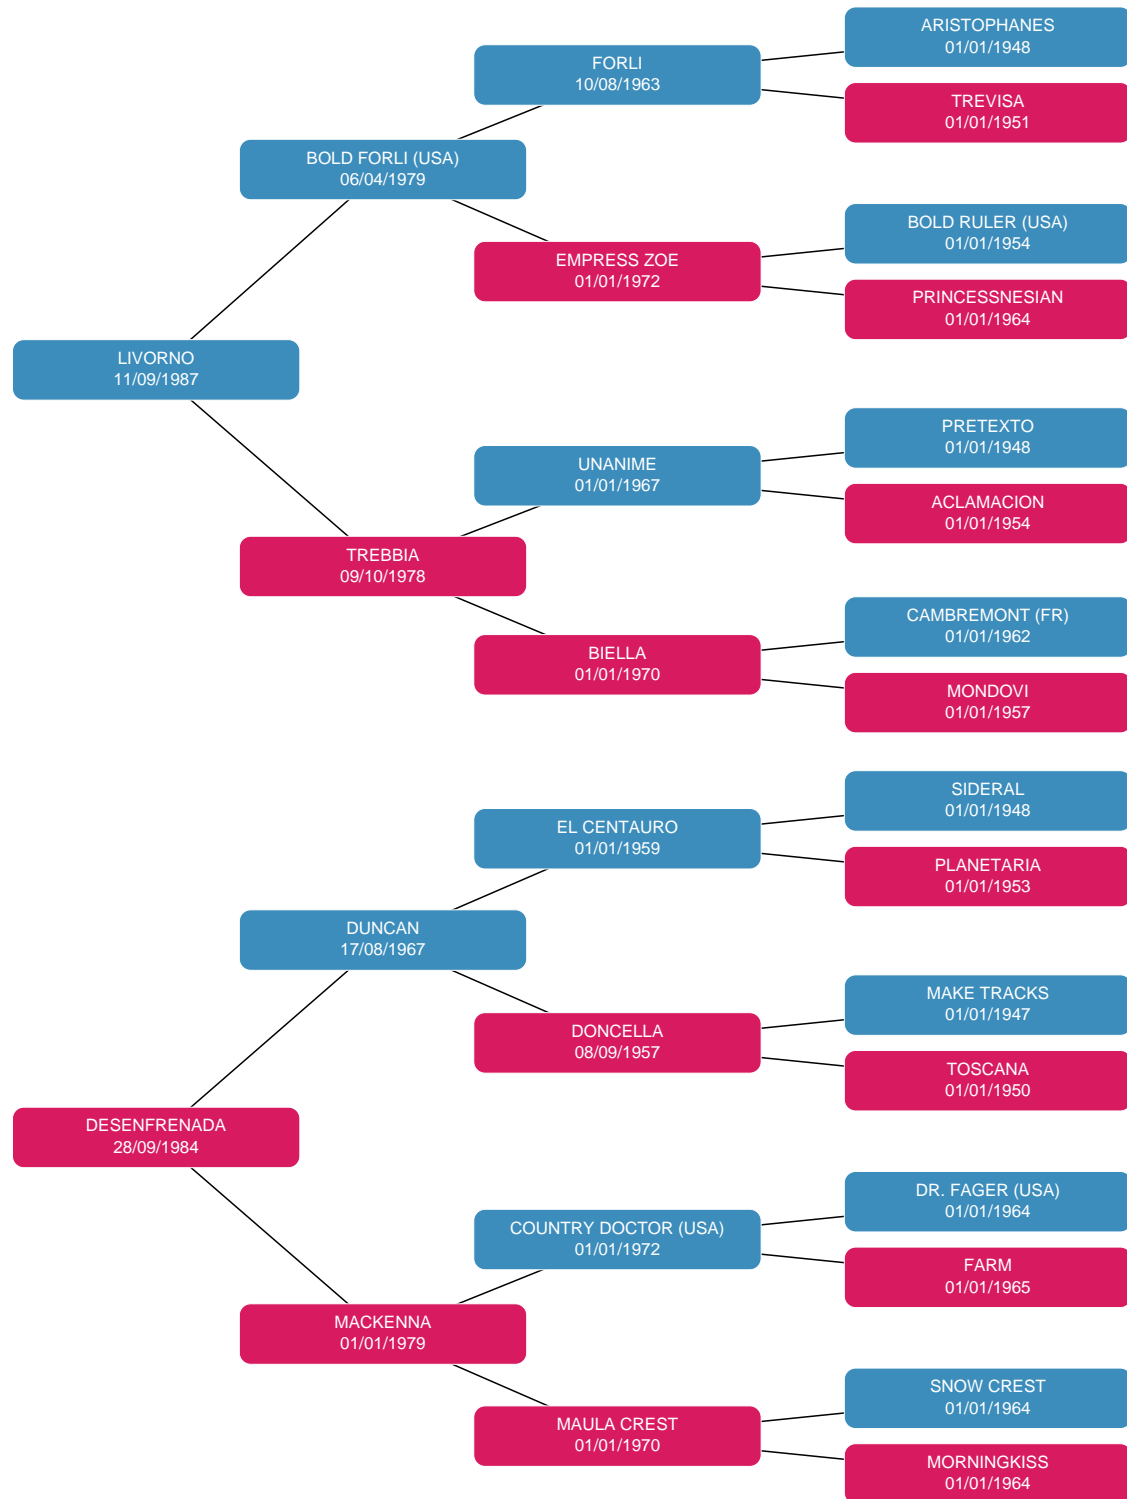 ARISTOPHANES
01/01/1948
FORLI
10/08/1963
TREVISA
01/01/1951
BOLD FORLI (USA)
06/04/1979
BOLD RULER (USA)
01/01/1954
EMPRESS ZOE
01/01/1972
PRINCESSNESIAN
01/01/1964
LIVORNO
11/09/1987
PRETEXTO
01/01/1948
UNANIME
01/01/1967
ACLAMACION
01/01/1954
TREBBIA
09/10/1978
CAMBREMONT (FR)
01/01/1962
BIELLA
01/01/1970
MONDOVI
01/01/1957
SIDERAL
01/01/1948
EL CENTAURO
01/01/1959
PLANETARIA
01/01/1953
DUNCAN
17/08/1967
MAKE TRACKS
01/01/1947
DONCELLA
08/09/1957
TOSCANA
01/01/1950
DESENFRENADA
28/09/1984
DR. FAGER (USA)
01/01/1964
COUNTRY DOCTOR (USA)
01/01/1972
FARM
01/01/1965
MACKENNA
01/01/1979
SNOW CREST
01/01/1964
MAULA CREST
01/01/1970
MORNINGKISS
01/01/1964